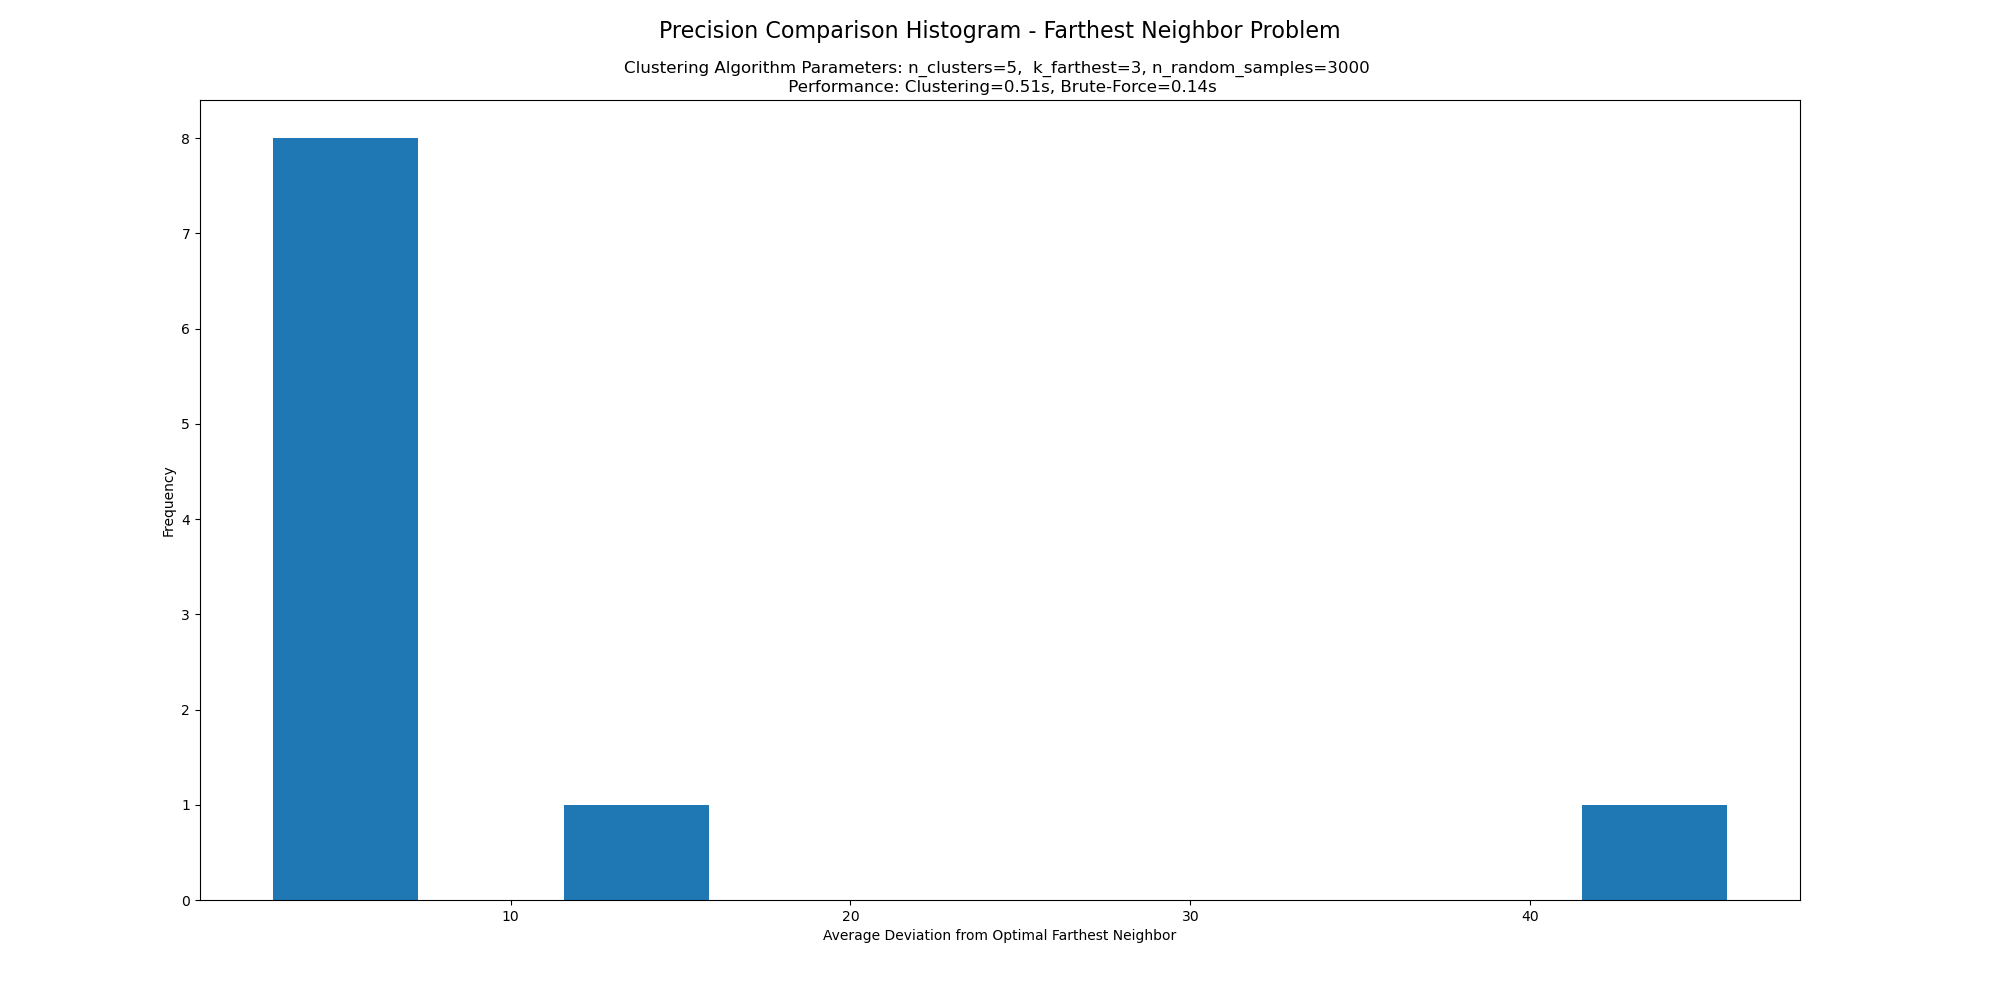 Precision Comparison Histogram - Farthest Neighbor Problem
Clustering Algorithm Parameters: n_clusters=5,  k_farthest=3, n_random_samples=3000
Performance: Clustering=0.51s, Brute-Force=0.14s
8
7
6
5
4
3
2
1
0
Frequency
10 20 30 40
Average Deviation from Optimal Farthest Neighbor